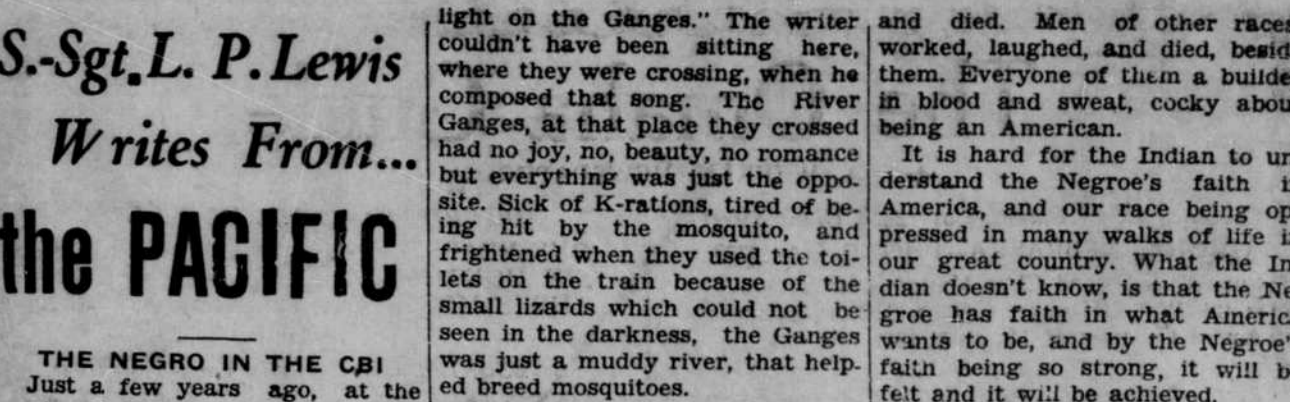 S.-Sgt. L. P. Lewis
Writes From...
the PACIFIC
THE NEGRO IN THE CBI
Just a few years ago, at the
light on the Ganges." The writer
couldn't have been sitting here,
where they were crossing, when he
composed that song. The River
Ganges, at that place they crossed
had no joy, no, beauty, no romance
but everything was just the oppo-
site. Sick of K-rations, tired of be-
ing hit by the mosquito, and
frightened when they used the toi-
lets on the train because of the
small lizards which could not be
seen in the darkness, the Ganges
was just a muddy river, that help-
ed breed mosquitoes.
and died. Men of other races
worked, laughed, and died, besid
them. Everyone of them a builde
in blood and sweat, cocky abou
being an American.
It is hard for the Indian to un
derstand the Negroe's faith i
America, and our race being op
pressed in many walks of life i
our great country. What the In
dian doesn't know, is that the Ne
groe has faith in what Americ
wants to be, and by the Negroe'
faith being so strong, it will b
felt and it will be achieved.